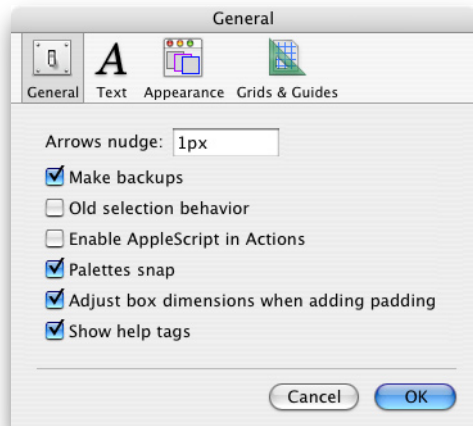 General
General Text Appearance Grids & Guides
Arrows nudge: 1px
Make backups
Old selection behavior
Enable AppleScript in Actions
Palettes snap
Adjust box dimensions when adding padding
Show help tags
Cancel OK